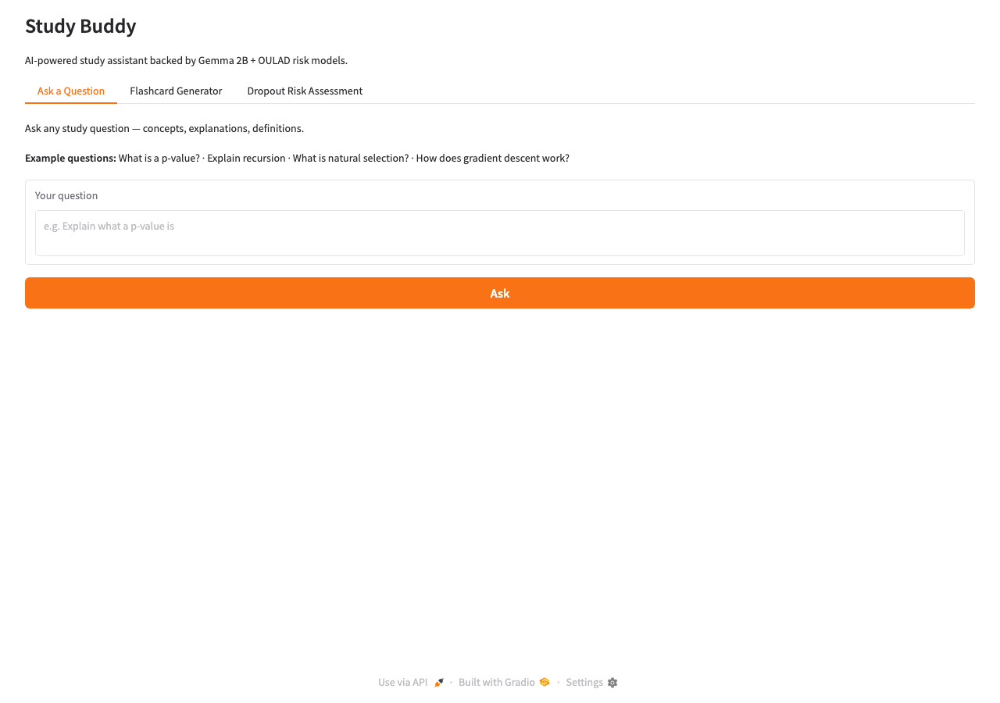 Study Buddy
AI-powered study assistant backed by Gemma 2B + OULAD risk models.
Ask a Question
Flashcard Generator
Dropout Risk Assessment
Ask any study question — concepts, explanations, definitions.
Example questions: What is a p-value? · Explain recursion · What is natural selection? · How does gradient descent work?
Your question
e.g. Explain what a p-value is
Ask
Use via API · Built with Gradio · Settings